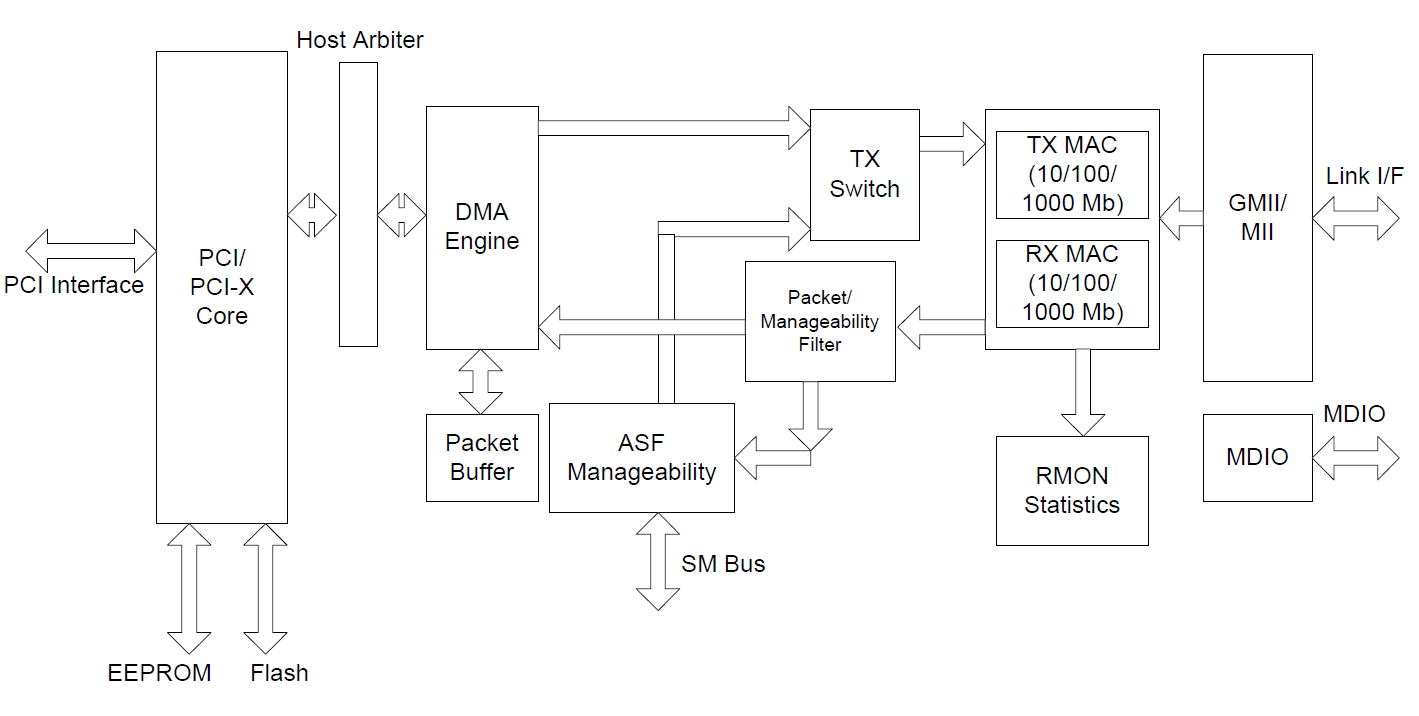 Host Arbiter
PCI Interface
PCI/
PCI-X
Core
DMA
Engine
TX
Switch
TX MAC
(10/100/
1000 Mb)
RX MAC
(10/100/
1000 Mb)
GMII/
MII
Link I/F
Packet/
Manageability
Filter
Packet
Buffer
ASF
Manageability
RMON
Statistics
MDIO
MDIO
SM Bus
EEPROM
Flash